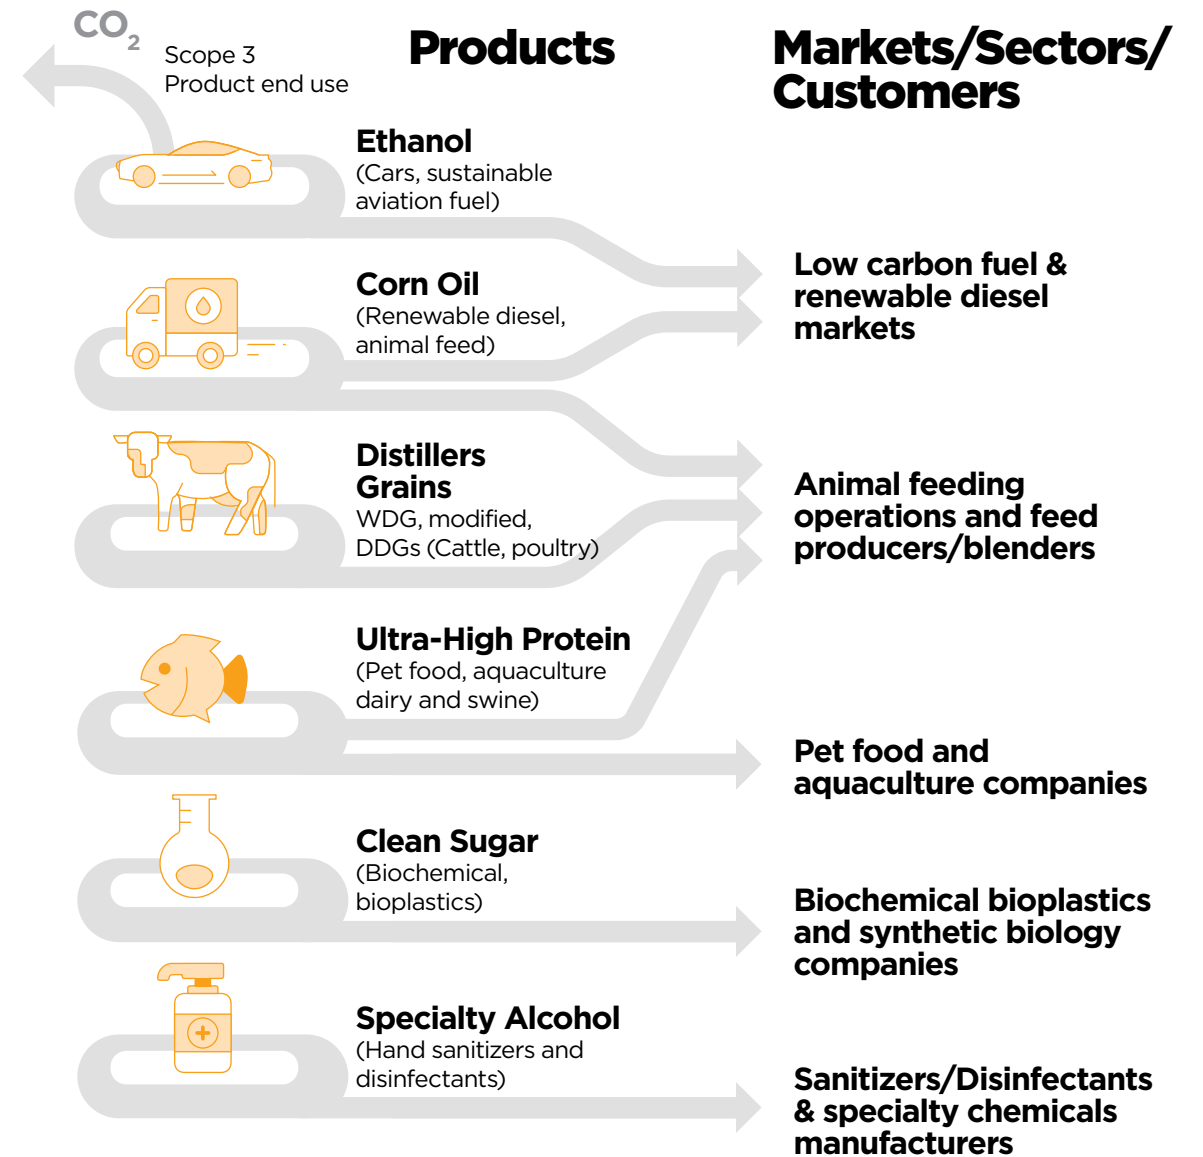 CO2
Scope 3
Product end use
Products
Markets/Sectors/
Customers
Ethanol
(Cars, sustainable
aviation fuel)
Low carbon fuel &
renewable diesel
markets
Corn Oil
(Renewable diesel,
animal feed)
Distillers
Grains
WDG, modified,
DDGs (Cattle, poultry)
Animal feeding
operations and feed
producers/blenders
Ultra-High Protein
(Pet food, aquaculture
dairy and swine)
Pet food and
aquaculture companies
Clean Sugar
(Biochemical,
bioplastics)
Biochemical bioplastics
and synthetic biology
companies
Specialty Alcohol
(Hand sanitizers and
disinfectants)
Sanitizers/Disinfectants
& specialty chemicals
manufacturers